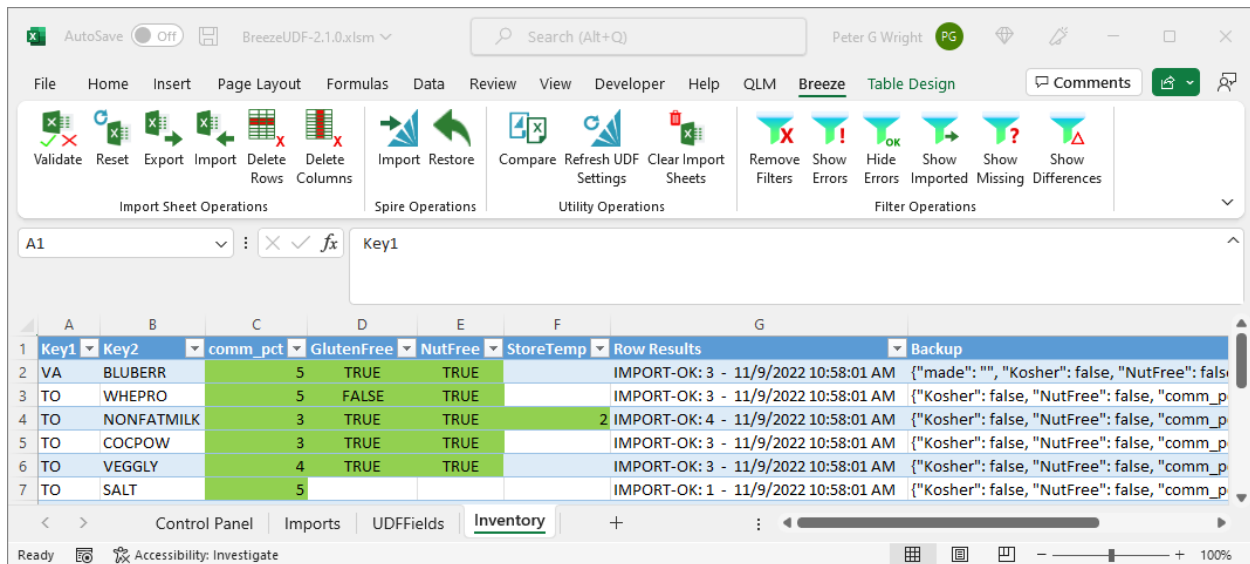 AutoSave Off BreezeUDF-2.1.0.xlsm Search (Alt+Q) Peter G Wright PG
File Home Insert Page Layout Formulas Data Review View Developer Help QLM Breeze Table Design Comments
Validate Reset Export Import Delete Rows Delete Columns Import Restore Compare Refresh UDF Settings Clear Import Sheets Remove Filters Show Errors Hide Errors Show Imported Show Missing Show Differences
Import Sheet Operations Spire Operations Utility Operations Filter Operations
A1 fx Key1
A B C D E F G
1 Key1 Key2 comm_pct GlutenFree NutFree StoreTemp Row Results Backup
2 VA BLUBERR 5 TRUE TRUE IMPORT-OK: 3 - 11/9/2022 10:58:01 AM {"made": "", "Kosher": false, "NutFree": fals
3 TO WHEPRO 5 FALSE TRUE IMPORT-OK: 3 - 11/9/2022 10:58:01 AM {"Kosher": false, "NutFree": false, "comm_p
4 TO NONFATMILK 3 TRUE TRUE 2 IMPORT-OK: 4 - 11/9/2022 10:58:01 AM {"Kosher": false, "NutFree": false, "comm_p
5 TO COCPOW 3 TRUE TRUE IMPORT-OK: 3 - 11/9/2022 10:58:01 AM {"Kosher": false, "NutFree": false, "comm_p
6 TO VEGGLY 4 TRUE TRUE IMPORT-OK: 3 - 11/9/2022 10:58:01 AM {"Kosher": false, "NutFree": false, "comm_p
7 TO SALT 5 IMPORT-OK: 1 - 11/9/2022 10:58:01 AM {"Kosher": false, "NutFree": false, "comm_p
Control Panel Imports UDFFields Inventory
Ready Accessibility: Investigate 100%